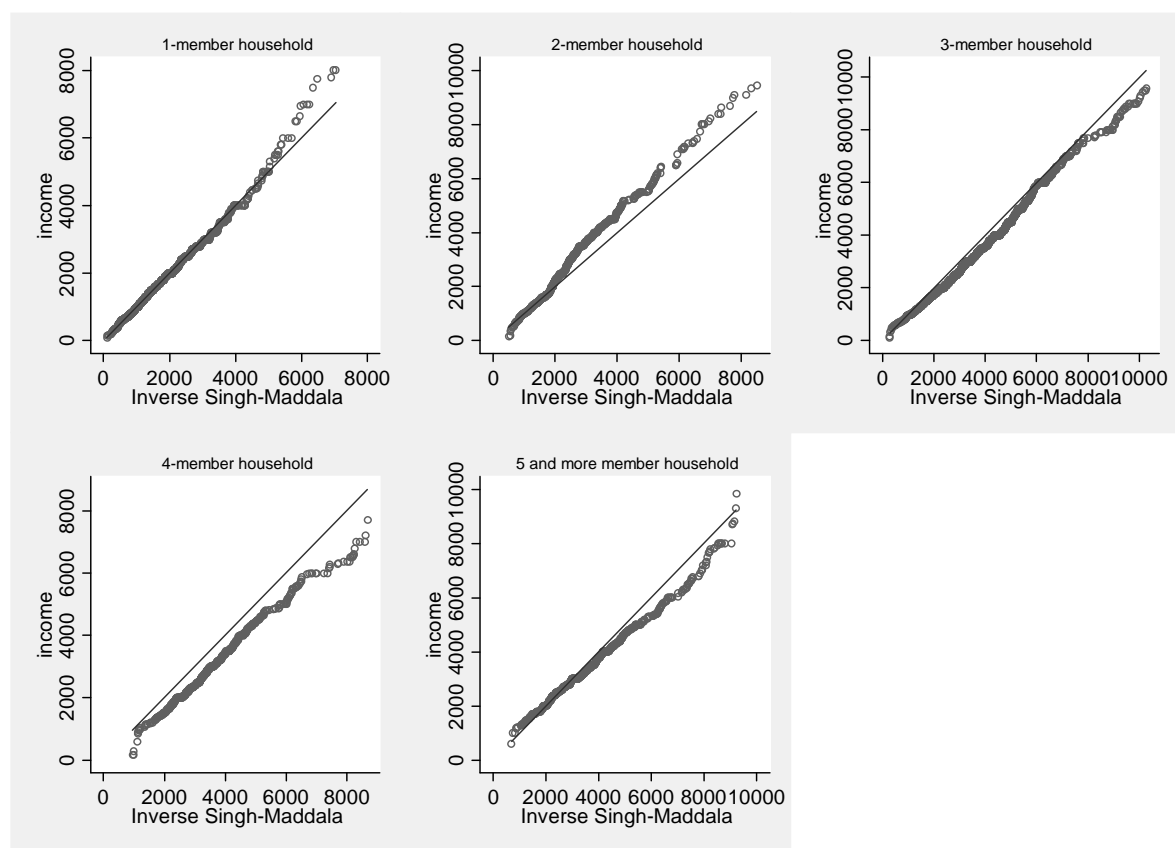 1-member household
8000
6000
4000
2000
0
income
0 2000 4000 6000 8000
Inverse Singh-Maddala
2-member household
10000
8000
6000
4000
2000
0
income
0 2000 4000 6000 8000
Inverse Singh-Maddala
3-member household
10000
8000
6000
4000
2000
0
income
0 2000 4000 6000 8000 10000
Inverse Singh-Maddala
4-member household
8000
6000
4000
2000
0
income
0 2000 4000 6000 8000
Inverse Singh-Maddala
5 and more member household
10000
8000
6000
4000
2000
0
income
0 2000 4000 6000 8000 10000
Inverse Singh-Maddala